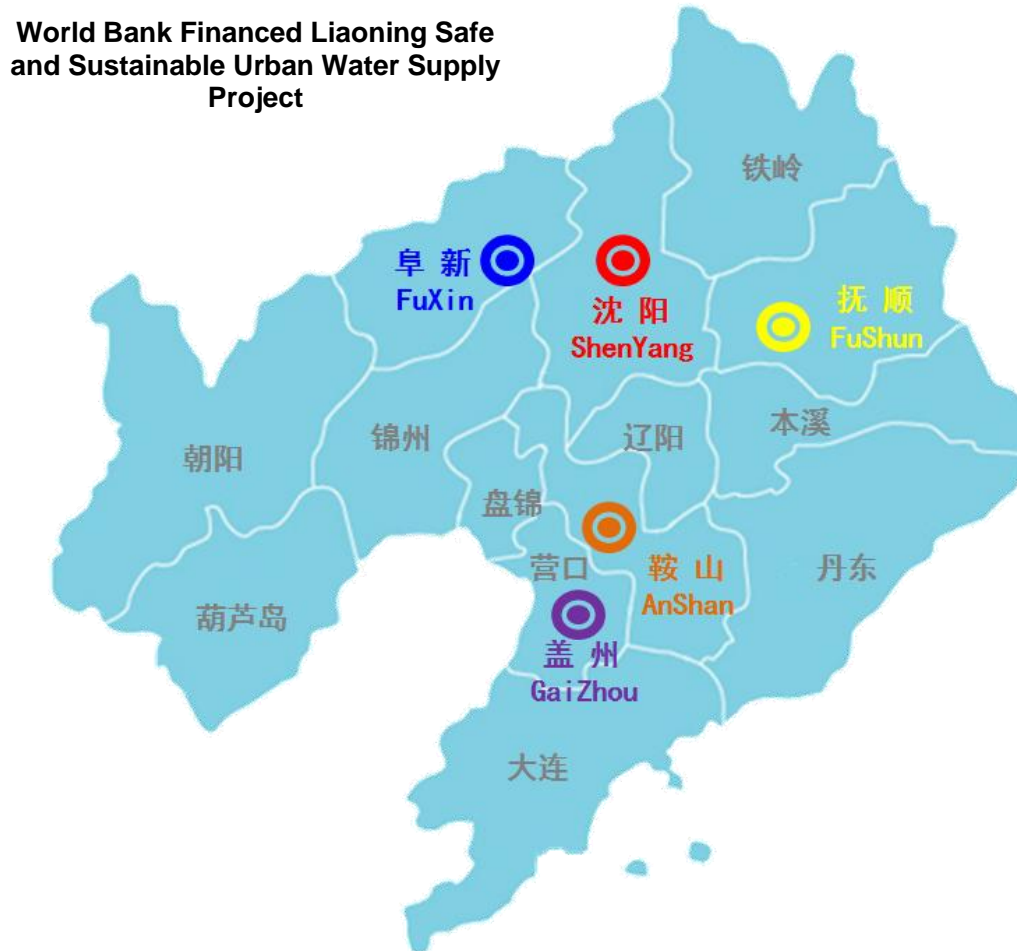 World Bank Financed Liaoning Safe
and Sustainable Urban Water Supply
Project
铁岭
阜 新
FuXin
沈 阳
ShenYang
抚 顺
FuShun
本溪
辽阳
锦州
朝阳
盘锦
营口
鞍 山
AnShan
丹东
葫芦岛
盖 州
GaiZhou
大连